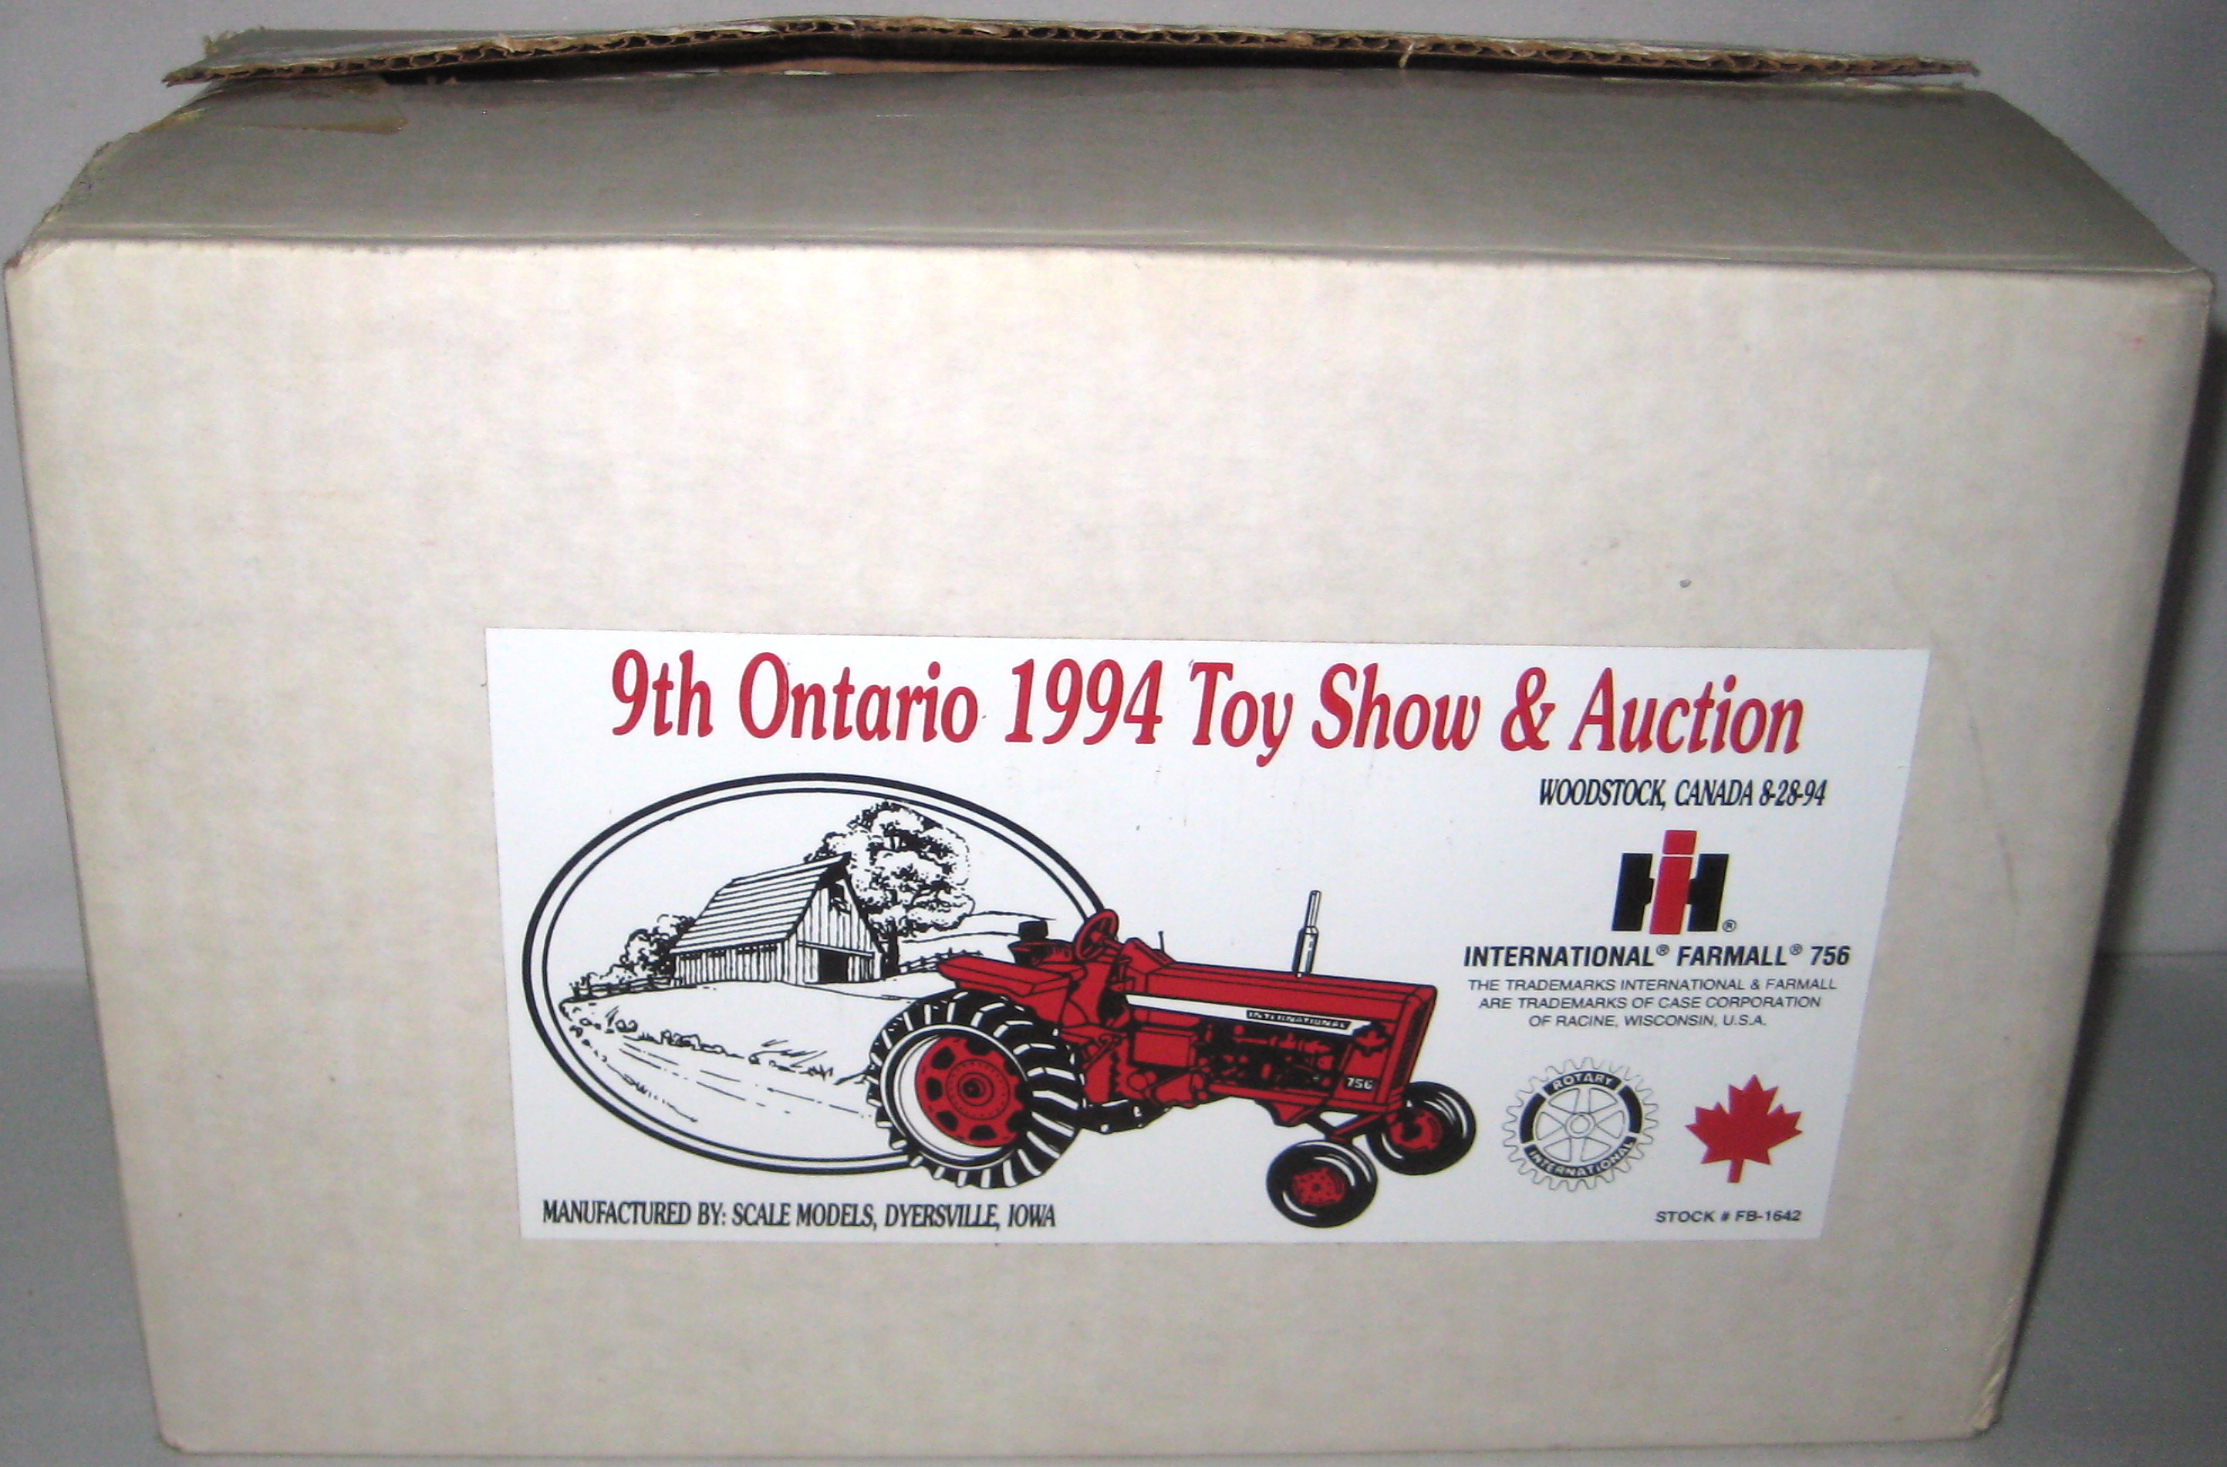 9th Ontario 1994 Toy Show & Auction
WOODSTOCK, CANADA 8-28-94
IH®
INTERNATIONAL® FARMALL® 756
THE TRADEMARKS INTERNATIONAL & FARMALL
ARE TRADEMARKS OF CASE CORPORATION
OF RACINE, WISCONSIN, U.S.A.
INTERNATIONAL
756
ROTARY
INTERNATIONAL
MANUFACTURED BY: SCALE MODELS, DYERSVILLE, IOWA
STOCK # FB-1642